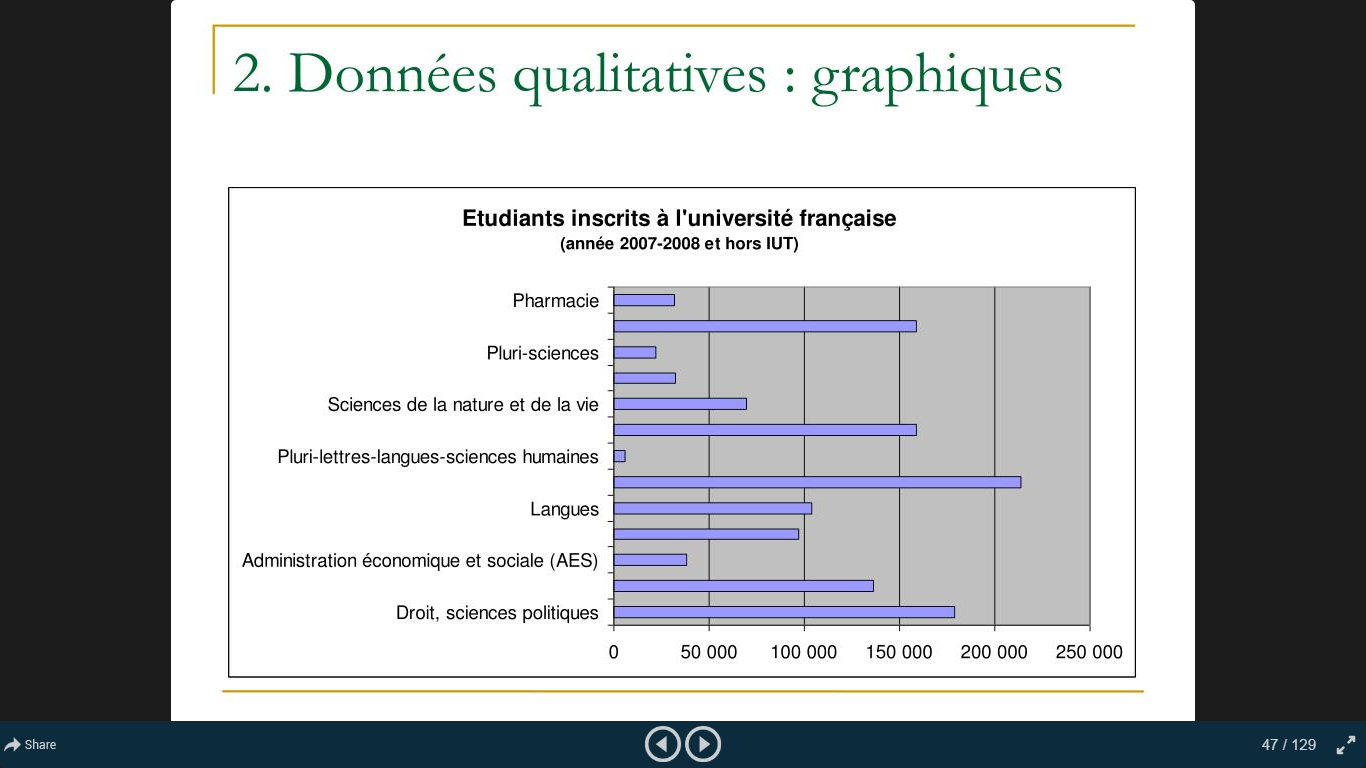 2. Données qualitatives : graphiques
Etudiants inscrits à l'université française
(année 2007-2008 et hors IUT)
Pharmacie
Pluri-sciences
Sciences de la nature et de la vie
Pluri-lettres-langues-sciences humaines
Langues
Administration économique et sociale (AES)
Droit, sciences politiques
0 50 000 100 000 150 000 200 000 250 000
Share 47 / 129